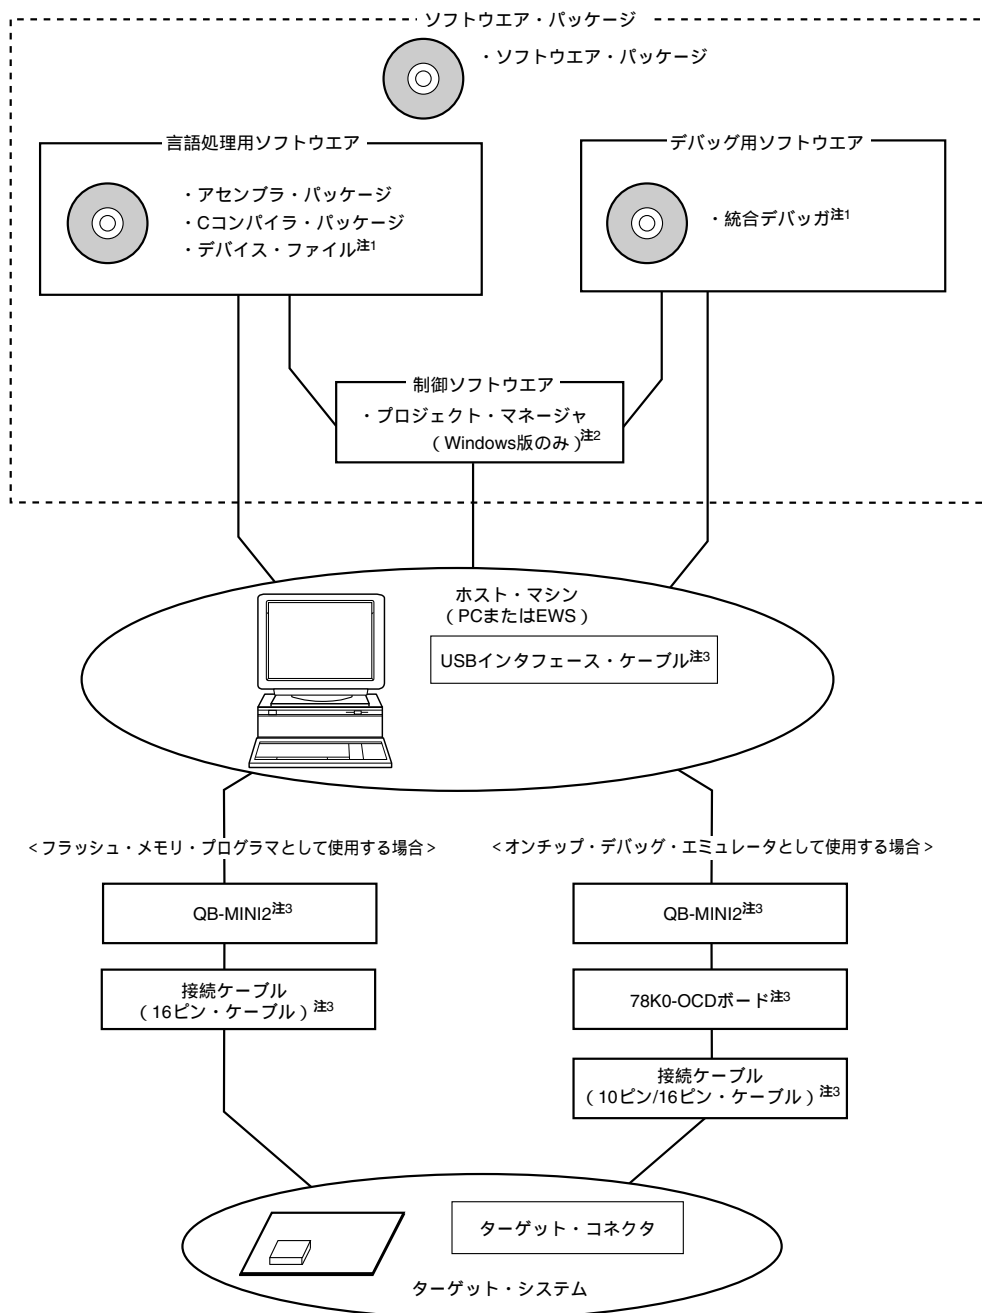 ソフトウエア・パッケージ
・ソフトウエア・パッケージ
言語処理用ソフトウエア
・アセンブラ・パッケージ
・Cコンパイラ・パッケージ
・デバイス・ファイル注1
デバッグ用ソフトウエア
・統合デバッガ注1
制御ソフトウエア
・プロジェクト・マネージャ
（Windows版のみ）注2
ホスト・マシン
（PCまたはEWS）
USBインタフェース・ケーブル注3
<フラッシュ・メモリ・プログラマとして使用する場合>
<オンチップ・デバッグ・エミュレータとして使用する場合>
QB-MINI2注3
QB-MINI2注3
接続ケーブル
（16ピン・ケーブル）注3
78K0-OCDボード注3
接続ケーブル
（10ピン/16ピン・ケーブル）注3
ターゲット・コネクタ
ターゲット・システム